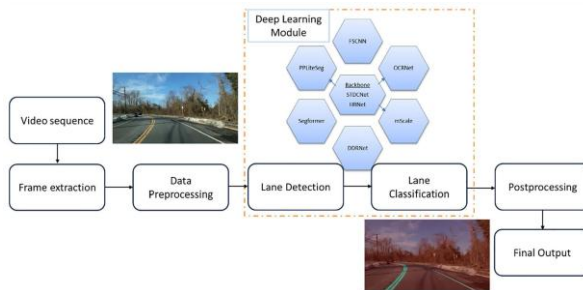 Deep Learning
Module
FSCNN
PPLiteSeg
OCRNet
Backbone
STDCNet
HRNet
Segformer
mScale
DDRNet
Video sequence
Frame extraction
Data
Preprocessing
Lane Detection
Lane
Classification
Postprocessing
Final Output